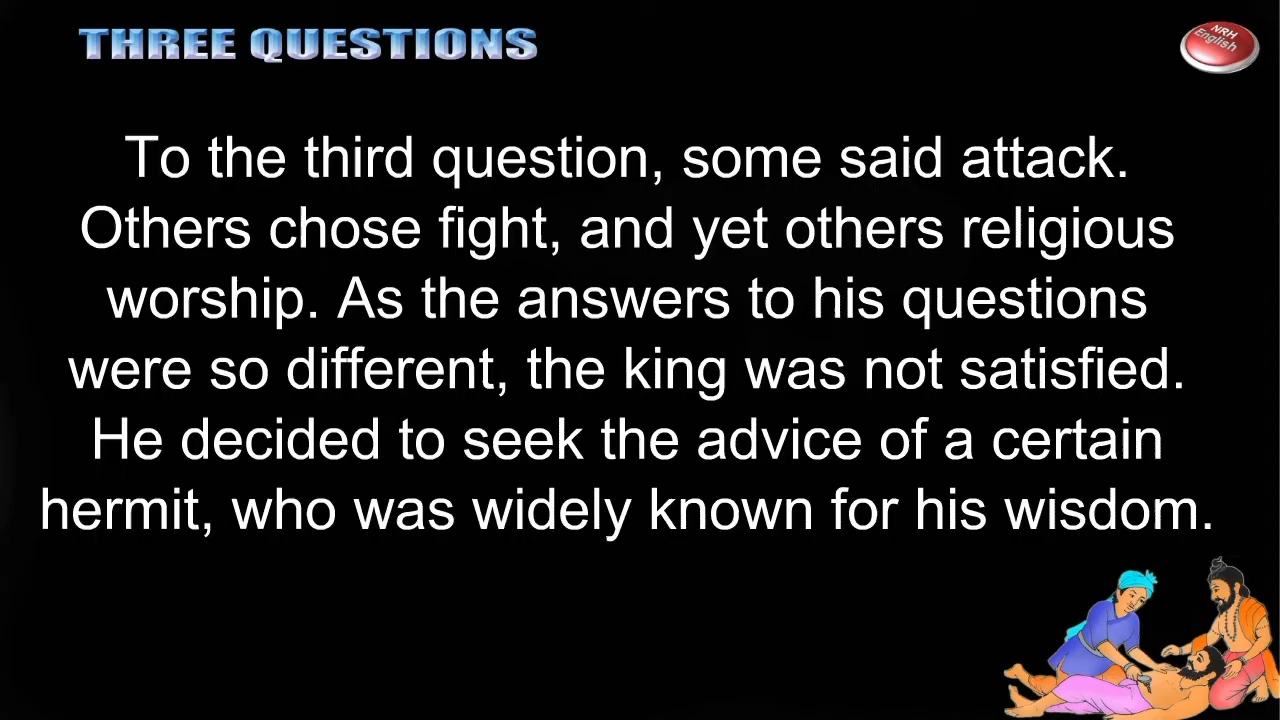 THREE QUESTIONS
NRH
English
To the third question, some said attack.
Others chose fight, and yet others religious
worship. As the answers to his questions
were so different, the king was not satisfied.
He decided to seek the advice of a certain
hermit, who was widely known for his wisdom.